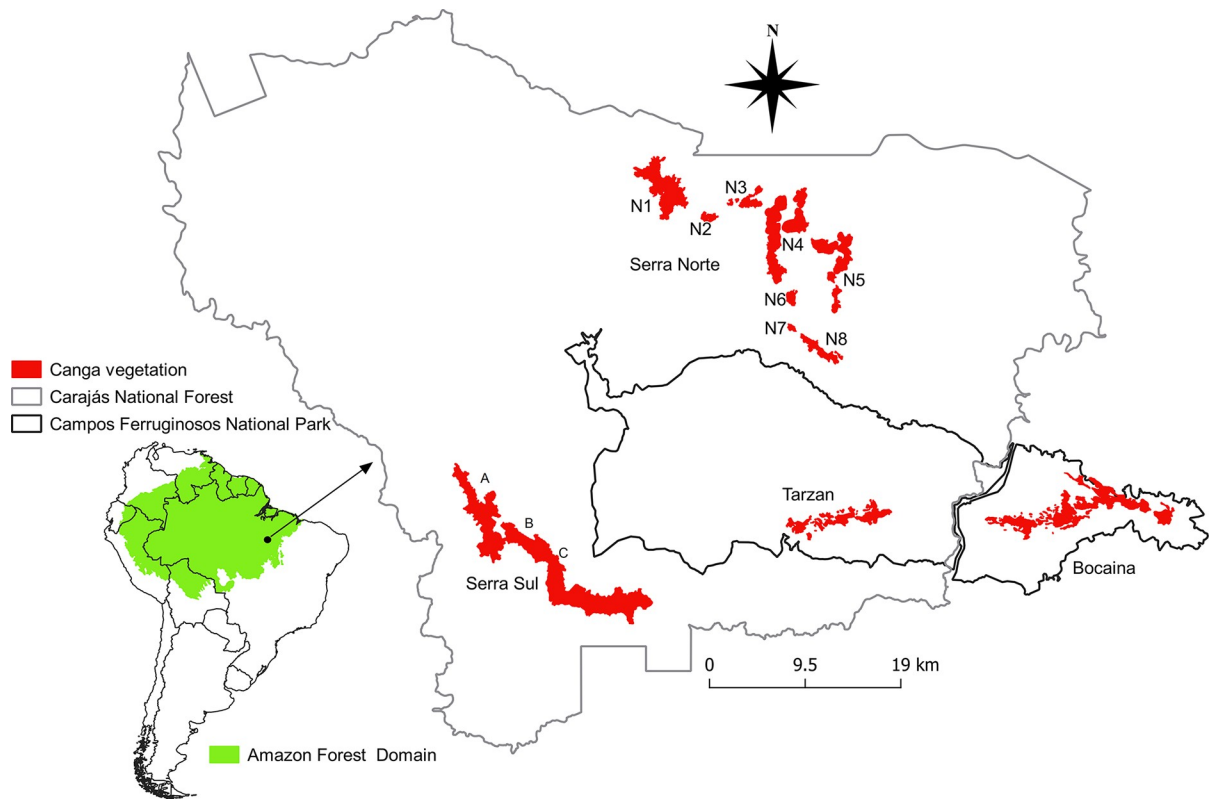 N
N1
N2
N3
N4
N5
Serra Norte
N6
N7
N8
Canga vegetation
Carajás National Forest
Campos Ferruginosos National Park
A
B
C
Serra Sul
Tarzan
Bocaina
0 9.5 19 km
Amazon Forest Domain